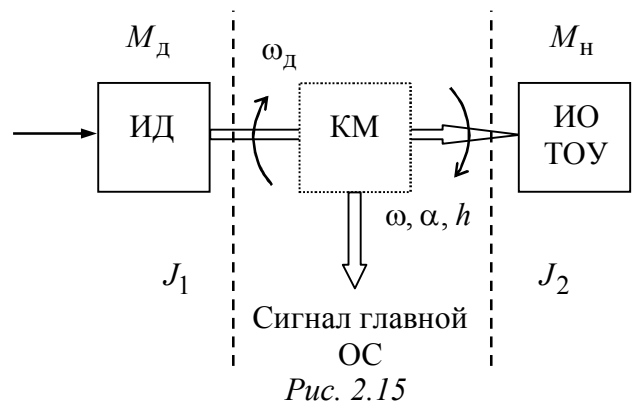 Mд
ωд
Mн
ИД
КМ
ИО
ТОУ
ω, α, h
J1
J2
Сигнал главной
ОС
Рис. 2.15